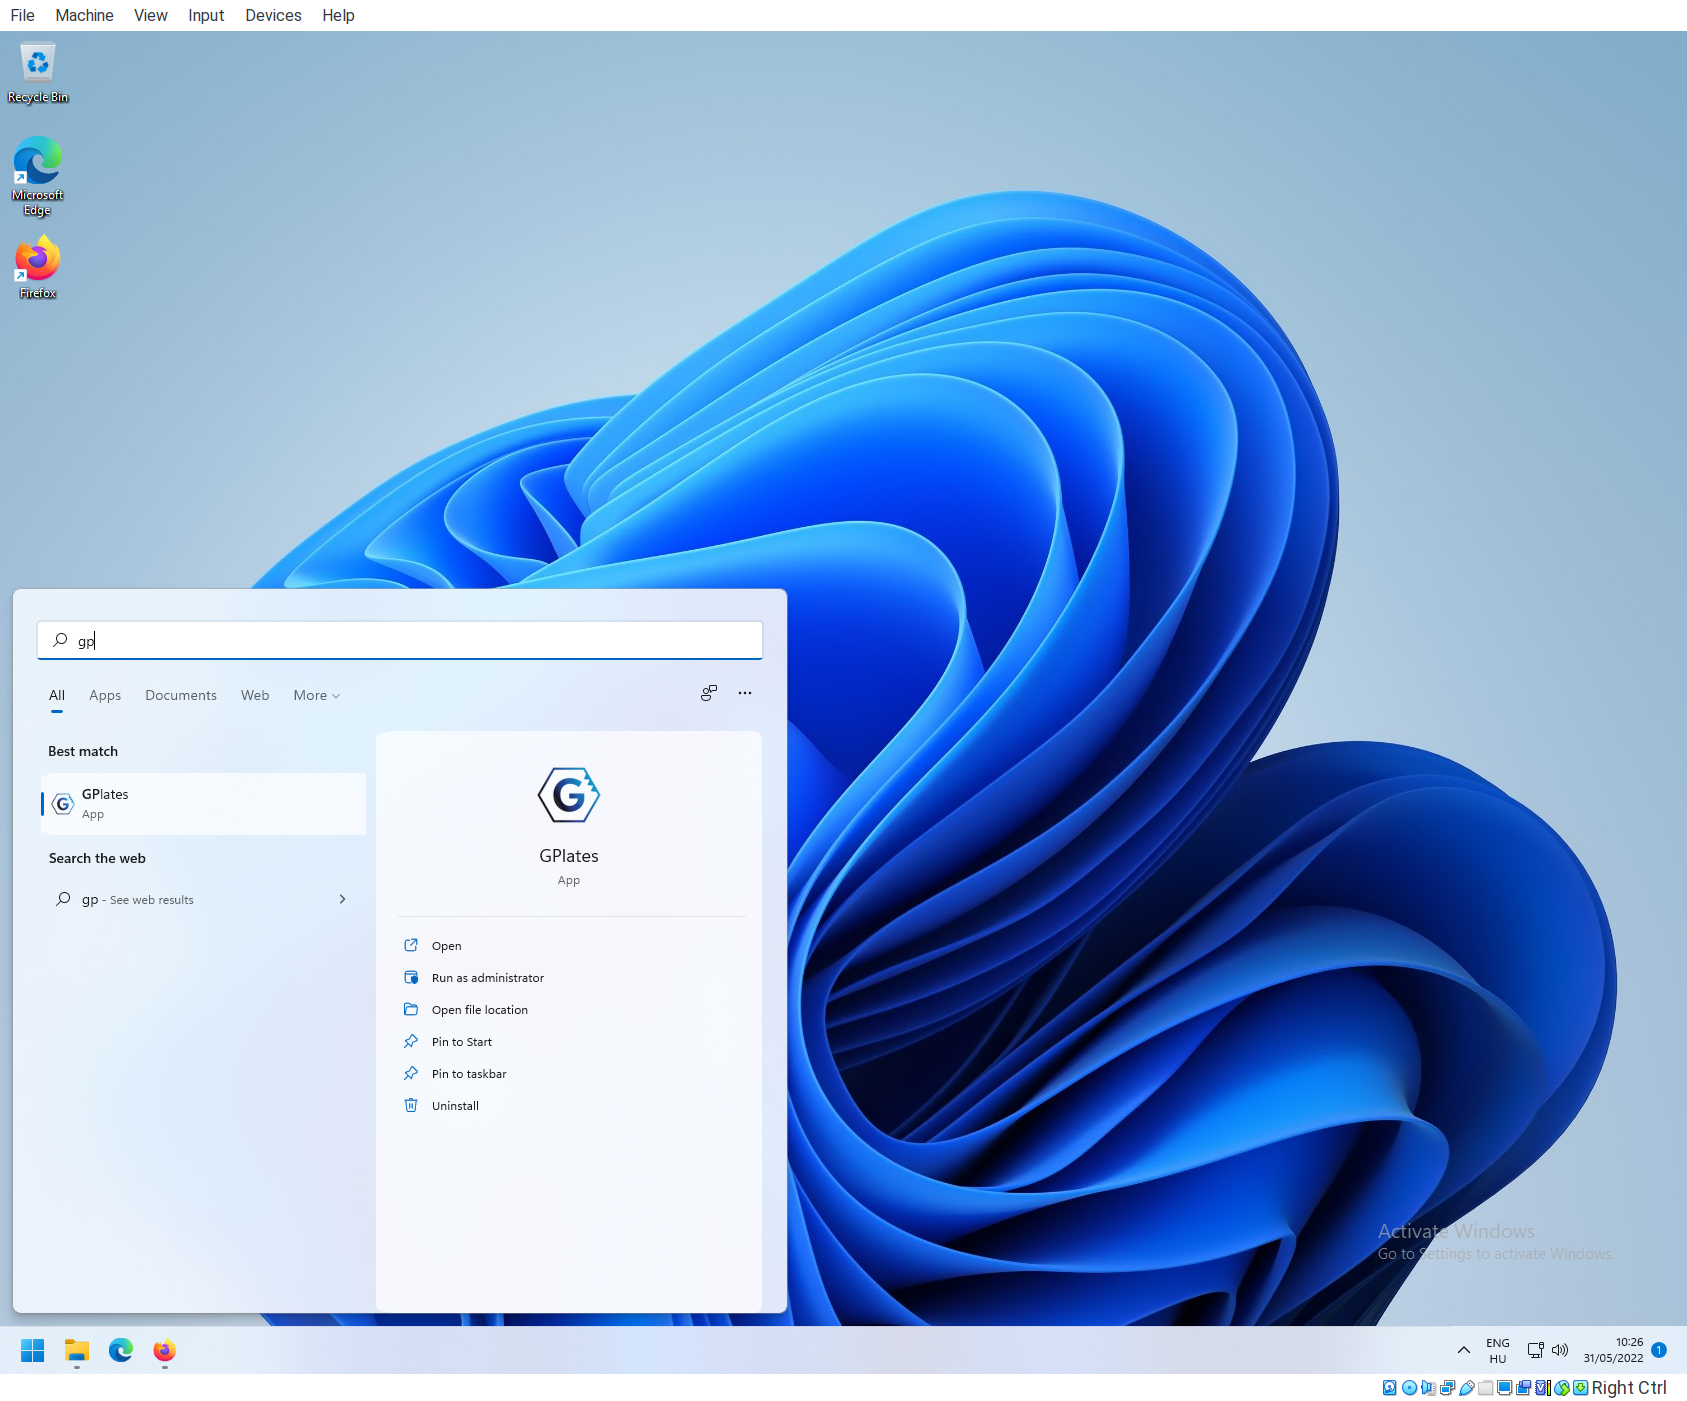 File Machine View Input Devices Help
Recycle Bin
Microsoft
Edge
Firefox
gp
All Apps Documents Web More
Best match
GPlates
App
Search the web
gp - See web results
G
GPlates
App
Open
Run as administrator
Open file location
Pin to Start
Pin to taskbar
Uninstall
Activate Windows
Go to Settings to activate Windows.
ENG
HU
10:26
31/05/2022
1
Right Ctrl